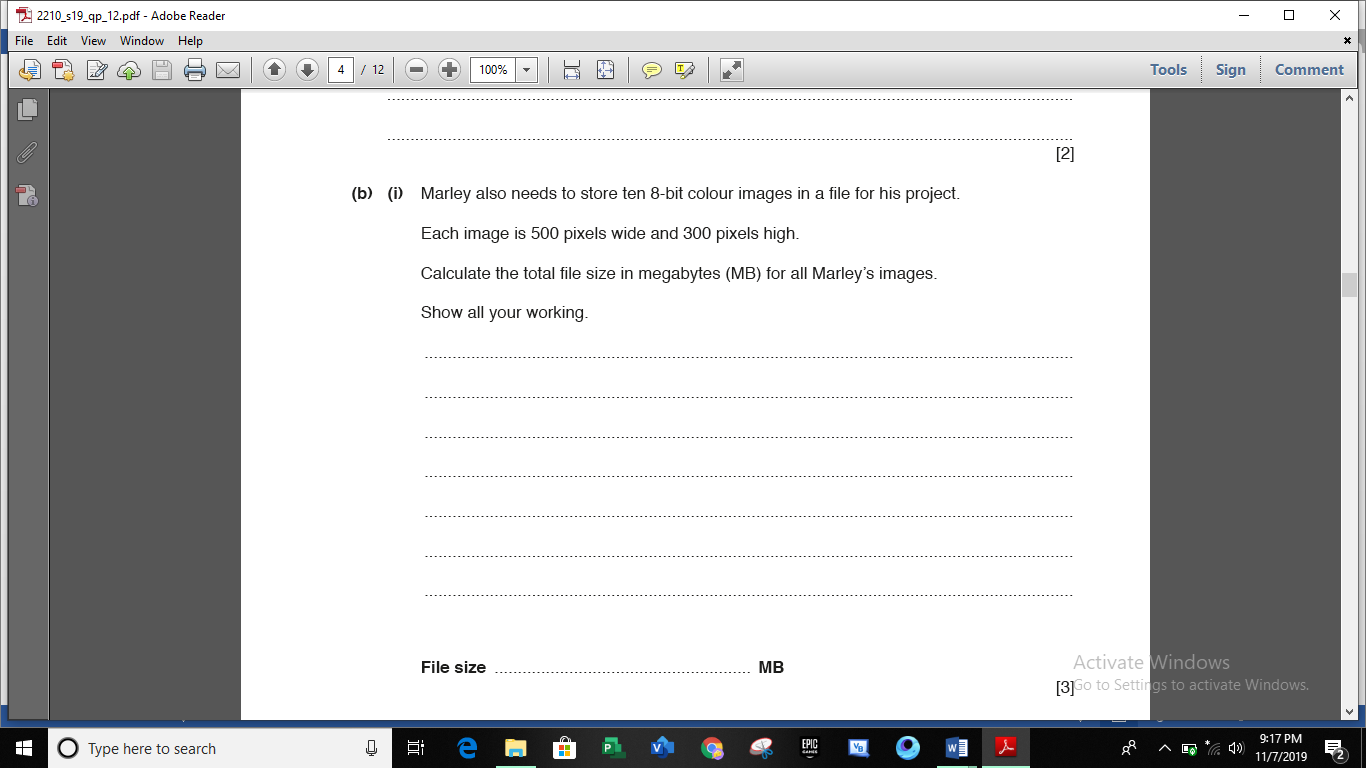 2210_s19_qp_12.pdf - Adobe Reader
File Edit View Window Help
4 / 12 100% Tools Sign Comment
[2]
(b) (i) Marley also needs to store ten 8-bit colour images in a file for his project.
Each image is 500 pixels wide and 300 pixels high.
Calculate the total file size in megabytes (MB) for all Marley's images.
Show all your working.
File size MB
[3]
Activate Windows
Go to Settings to activate Windows.
Type here to search
EPIC
GAMES
VB
9:17 PM
11/7/2019
2